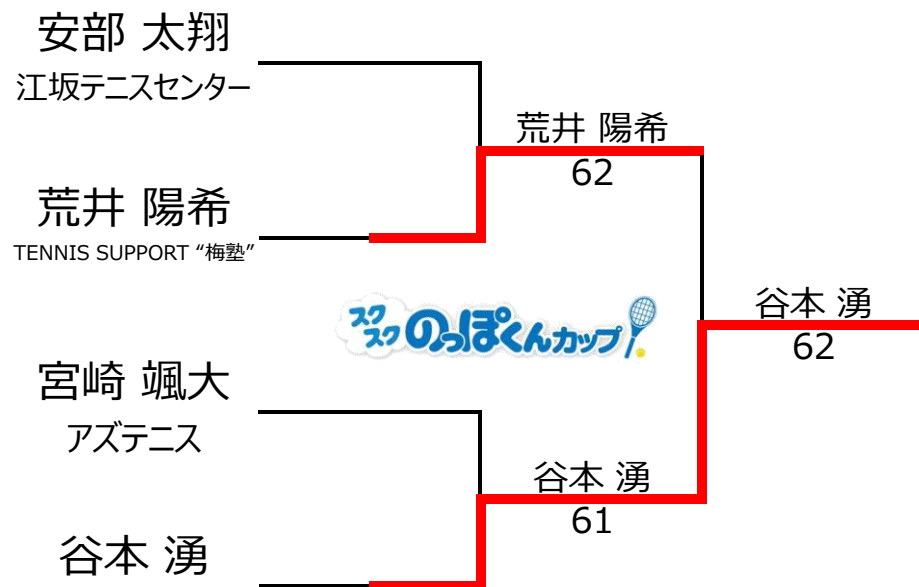 安部 太翔
江坂テニスセンター
荒井 陽希
62
荒井 陽希
TENNIS SUPPORT “梅塾”
谷本 湧
62
スクスク のっぽくんカップ
宮崎 颯大
アズテニス
谷本 湧
61
谷本 湧